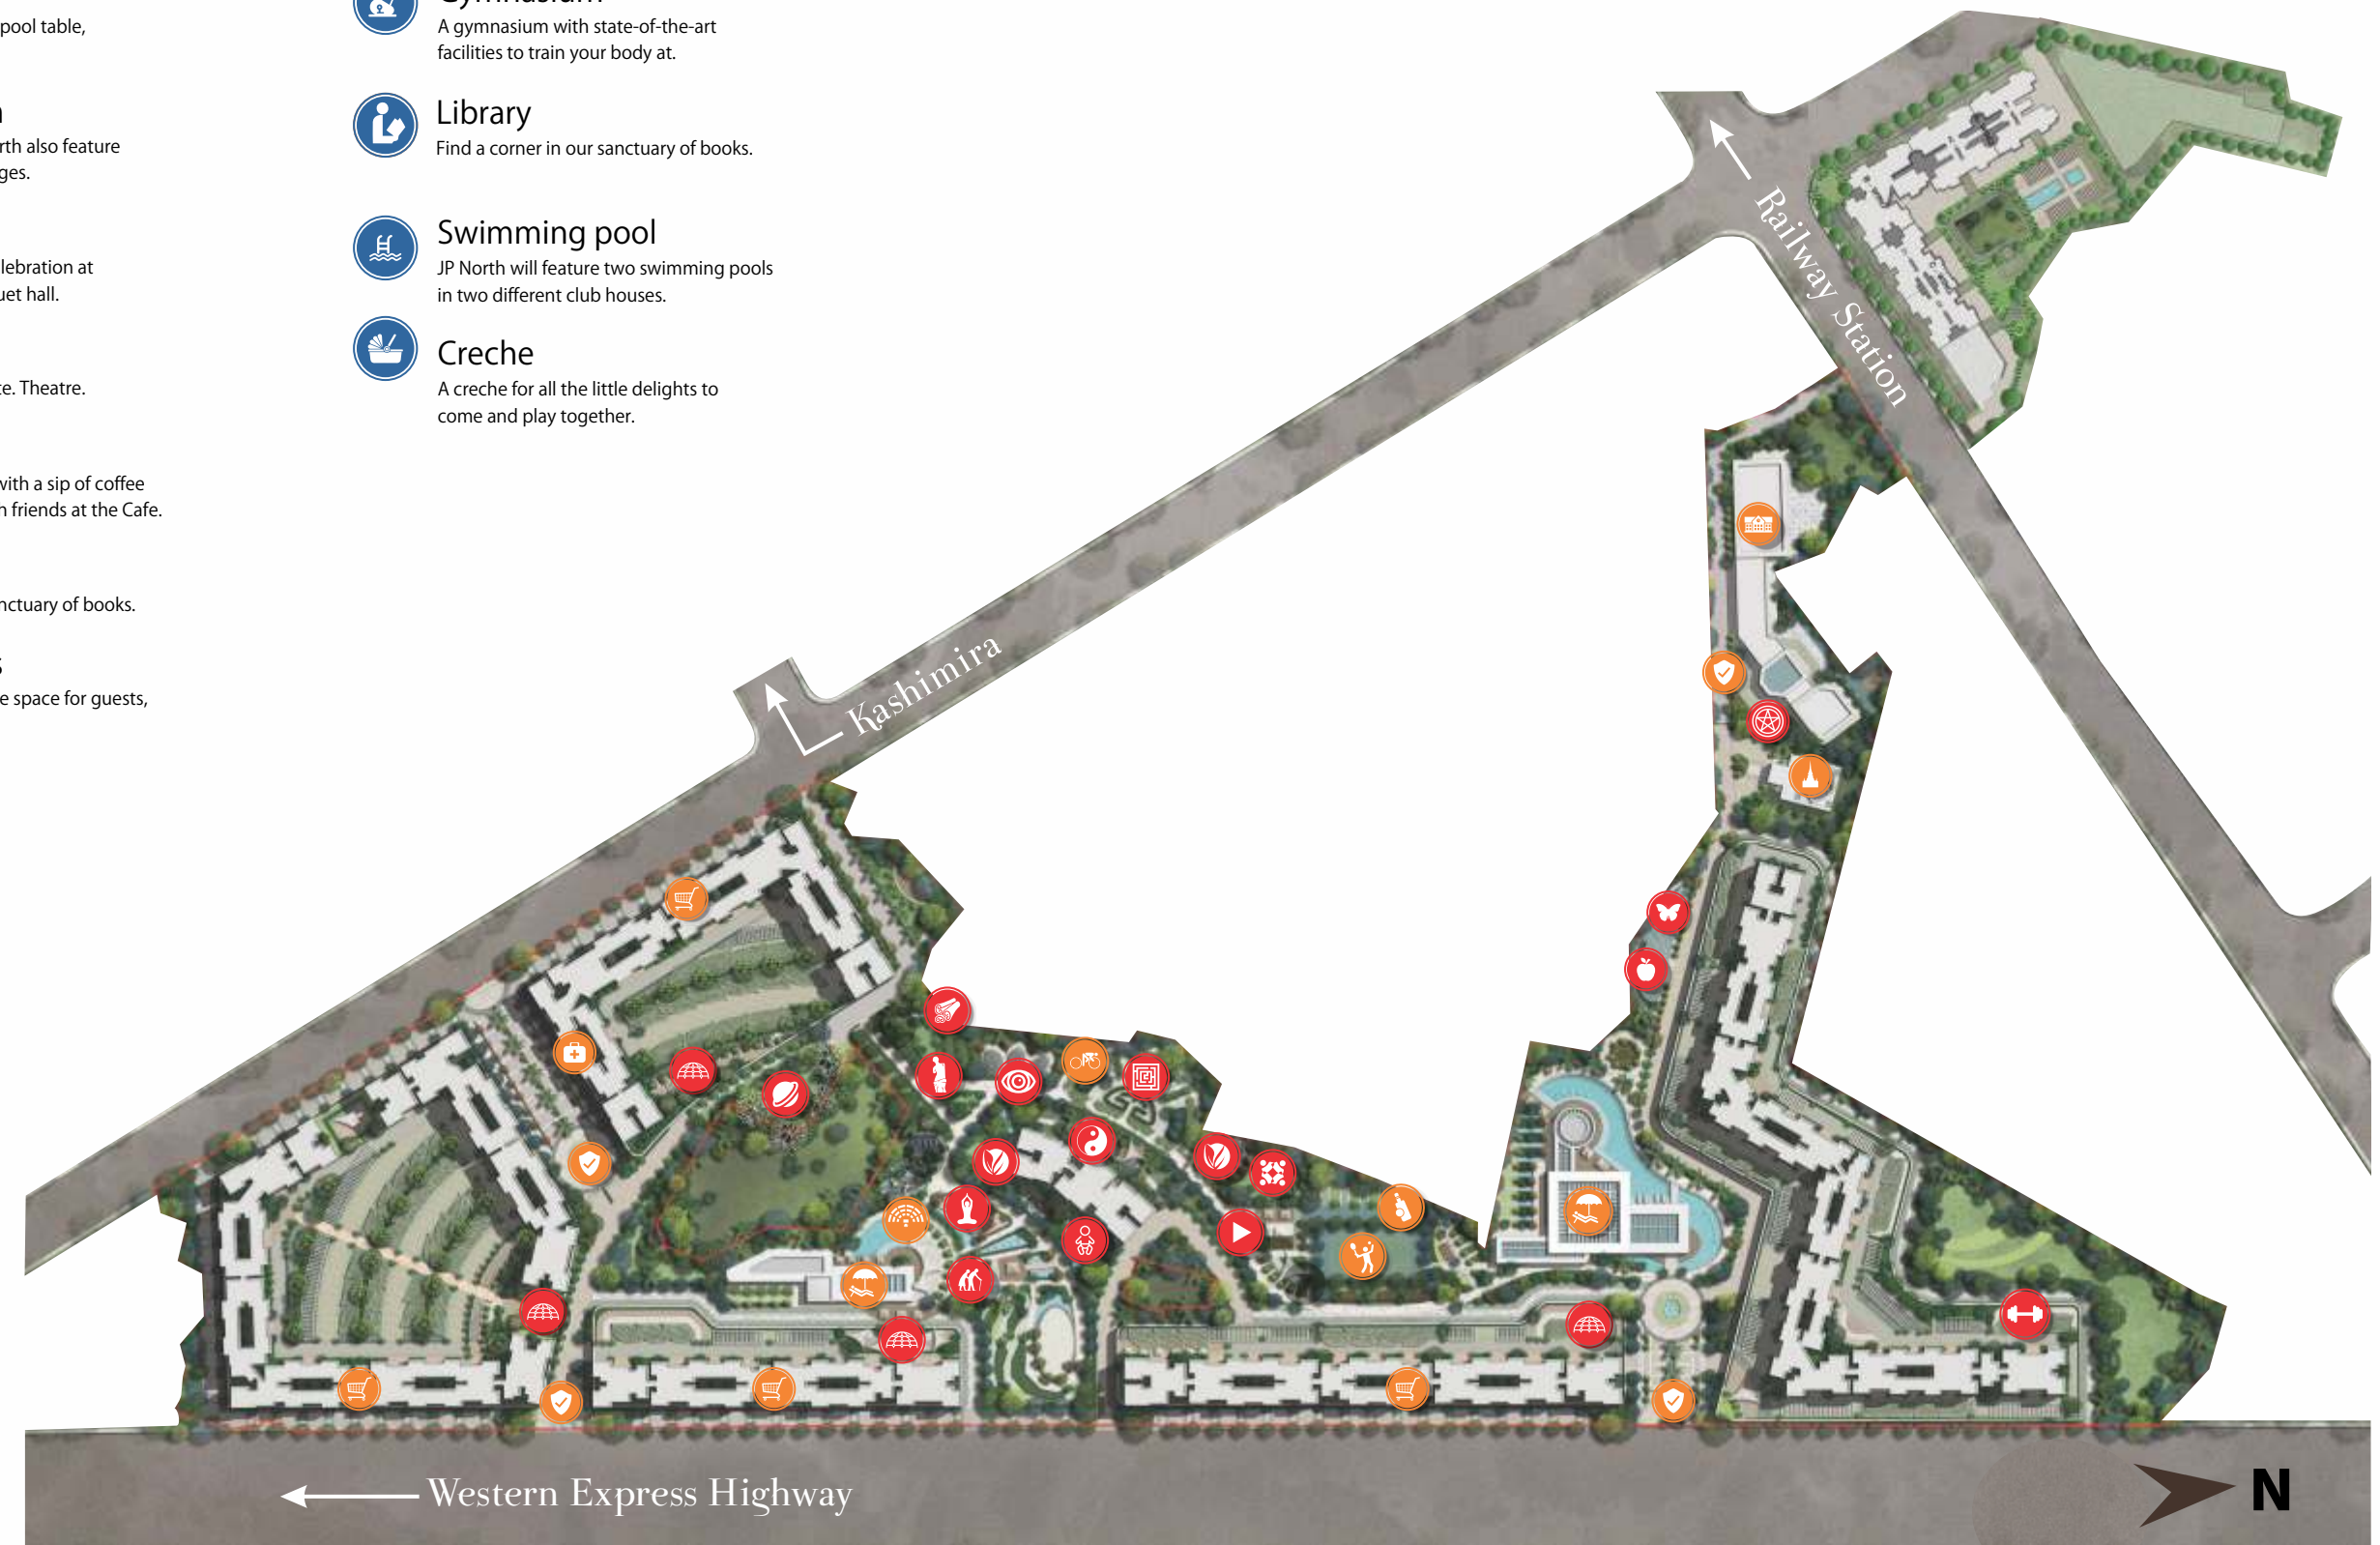 pool table,
rth also feature
ges.
lebration at
uet hall.
e. Theatre.
with a sip of coffee
h friends at the Cafe.
nctuary of books.
s
e space for guests,
Gymnasium
A gymnasium with state-of-the-art
facilities to train your body at.
Library
Find a corner in our sanctuary of books.
Swimming pool
JP North will feature two swimming pools
in two different club houses.
Creche
A creche for all the little delights to
come and play together.
Railway Station
Kashimira
Western Express Highway
N